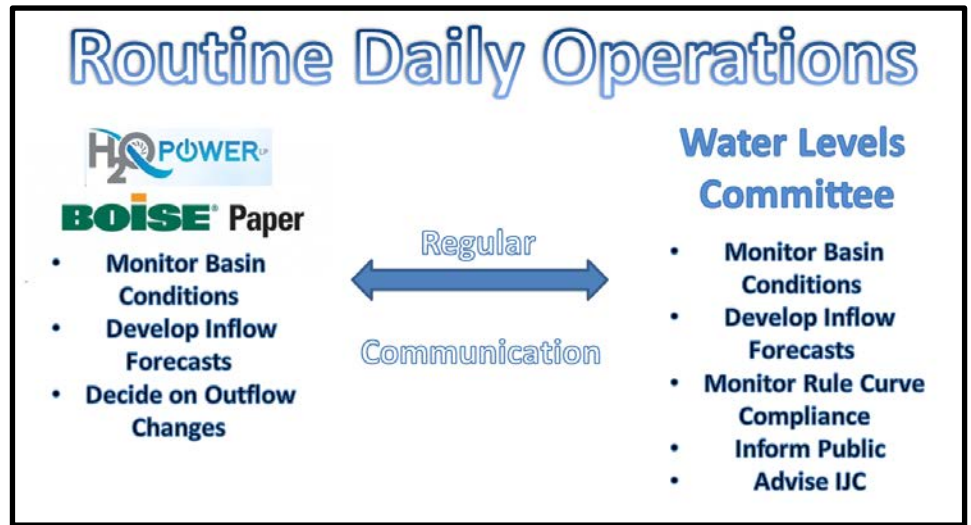 Routine Daily Operations
H2O POWER LP
BOISE® Paper
• Monitor Basin
Conditions
• Develop Inflow
Forecasts
• Decide on Outflow
Changes
Regular
Communication
Water Levels
Committee
• Monitor Basin
Conditions
• Develop Inflow
Forecasts
• Monitor Rule Curve
Compliance
• Inform Public
• Advise IJC